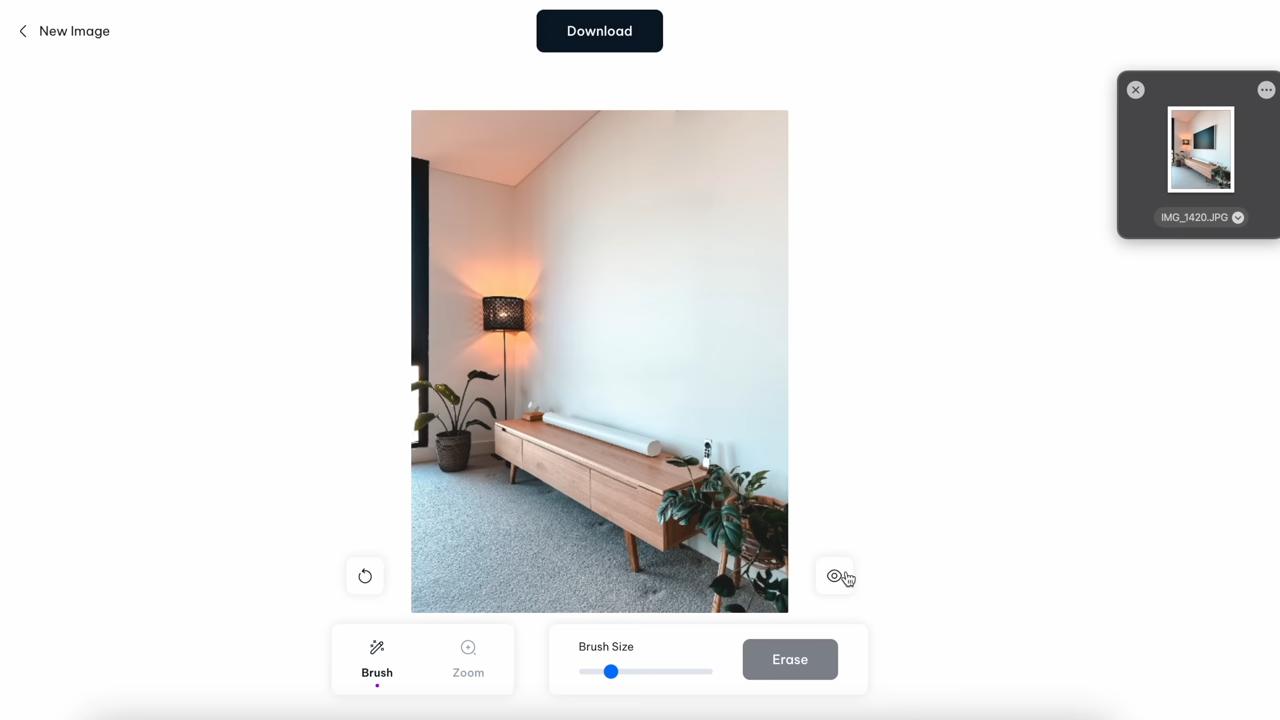 New Image
Download
IMG_1420.JPG
Brush
Zoom
Brush Size
Erase